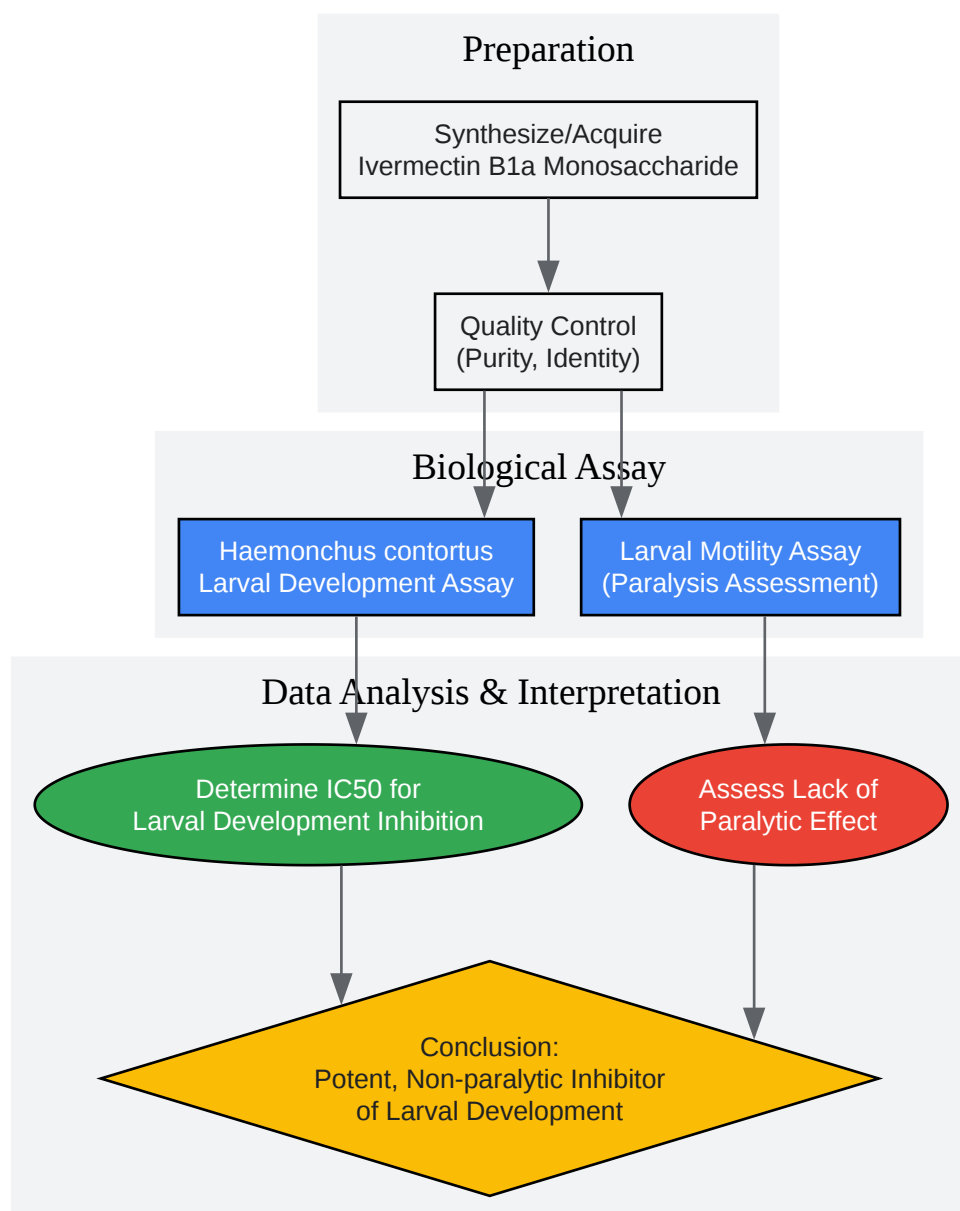 Preparation
Synthesize/Acquire
Ivermectin B1a Monosaccharide
Quality Control
(Purity, Identity)
Biological Assay
Haemonchus contortus
Larval Development Assay
Larval Motility Assay
(Paralysis Assessment)
Data Analysis & Interpretation
Determine IC50 for
Larval Development Inhibition
Assess Lack of
Paralytic Effect
Conclusion:
Potent, Non-paralytic Inhibitor
of Larval Development